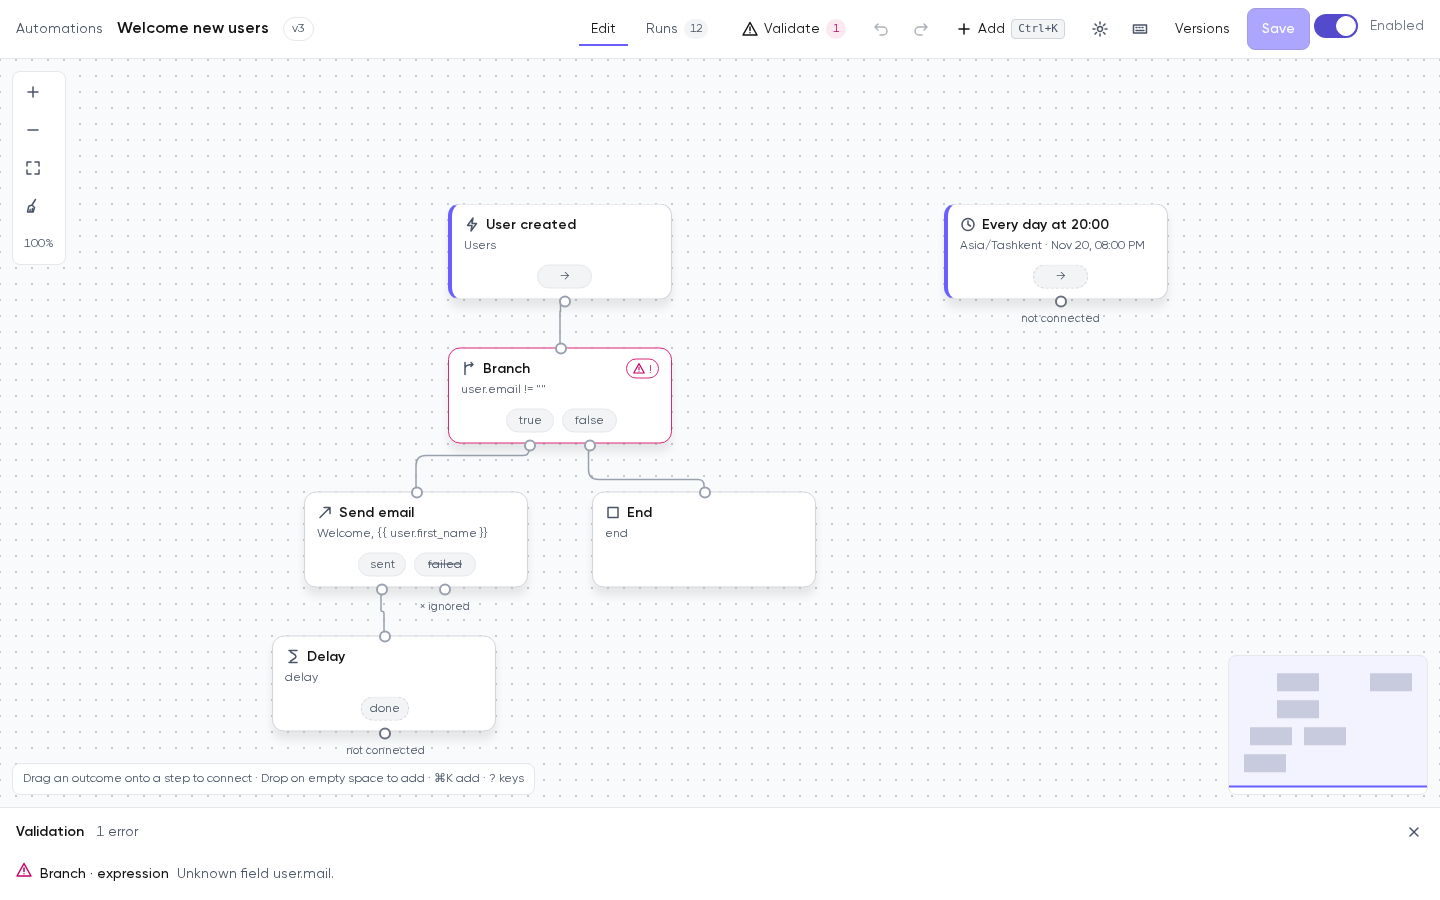 Automations Welcome new users v3 Edit Runs 12 Validate 1 Add Ctrl+K Versions Save Enabled
100%
User created
Users
→
Every day at 20:00
Asia/Tashkent · Nov 20, 08:00 PM
→
not connected
Branch !
user.email != ""
true false
Send email
Welcome, {{ user.first_name }}
sent failed
× ignored
End
end
Delay
delay
done
not connected
Drag an outcome onto a step to connect · Drop on empty space to add · ⌘K add · ? keys
Validation 1 error
Branch · expression Unknown field user.mail.